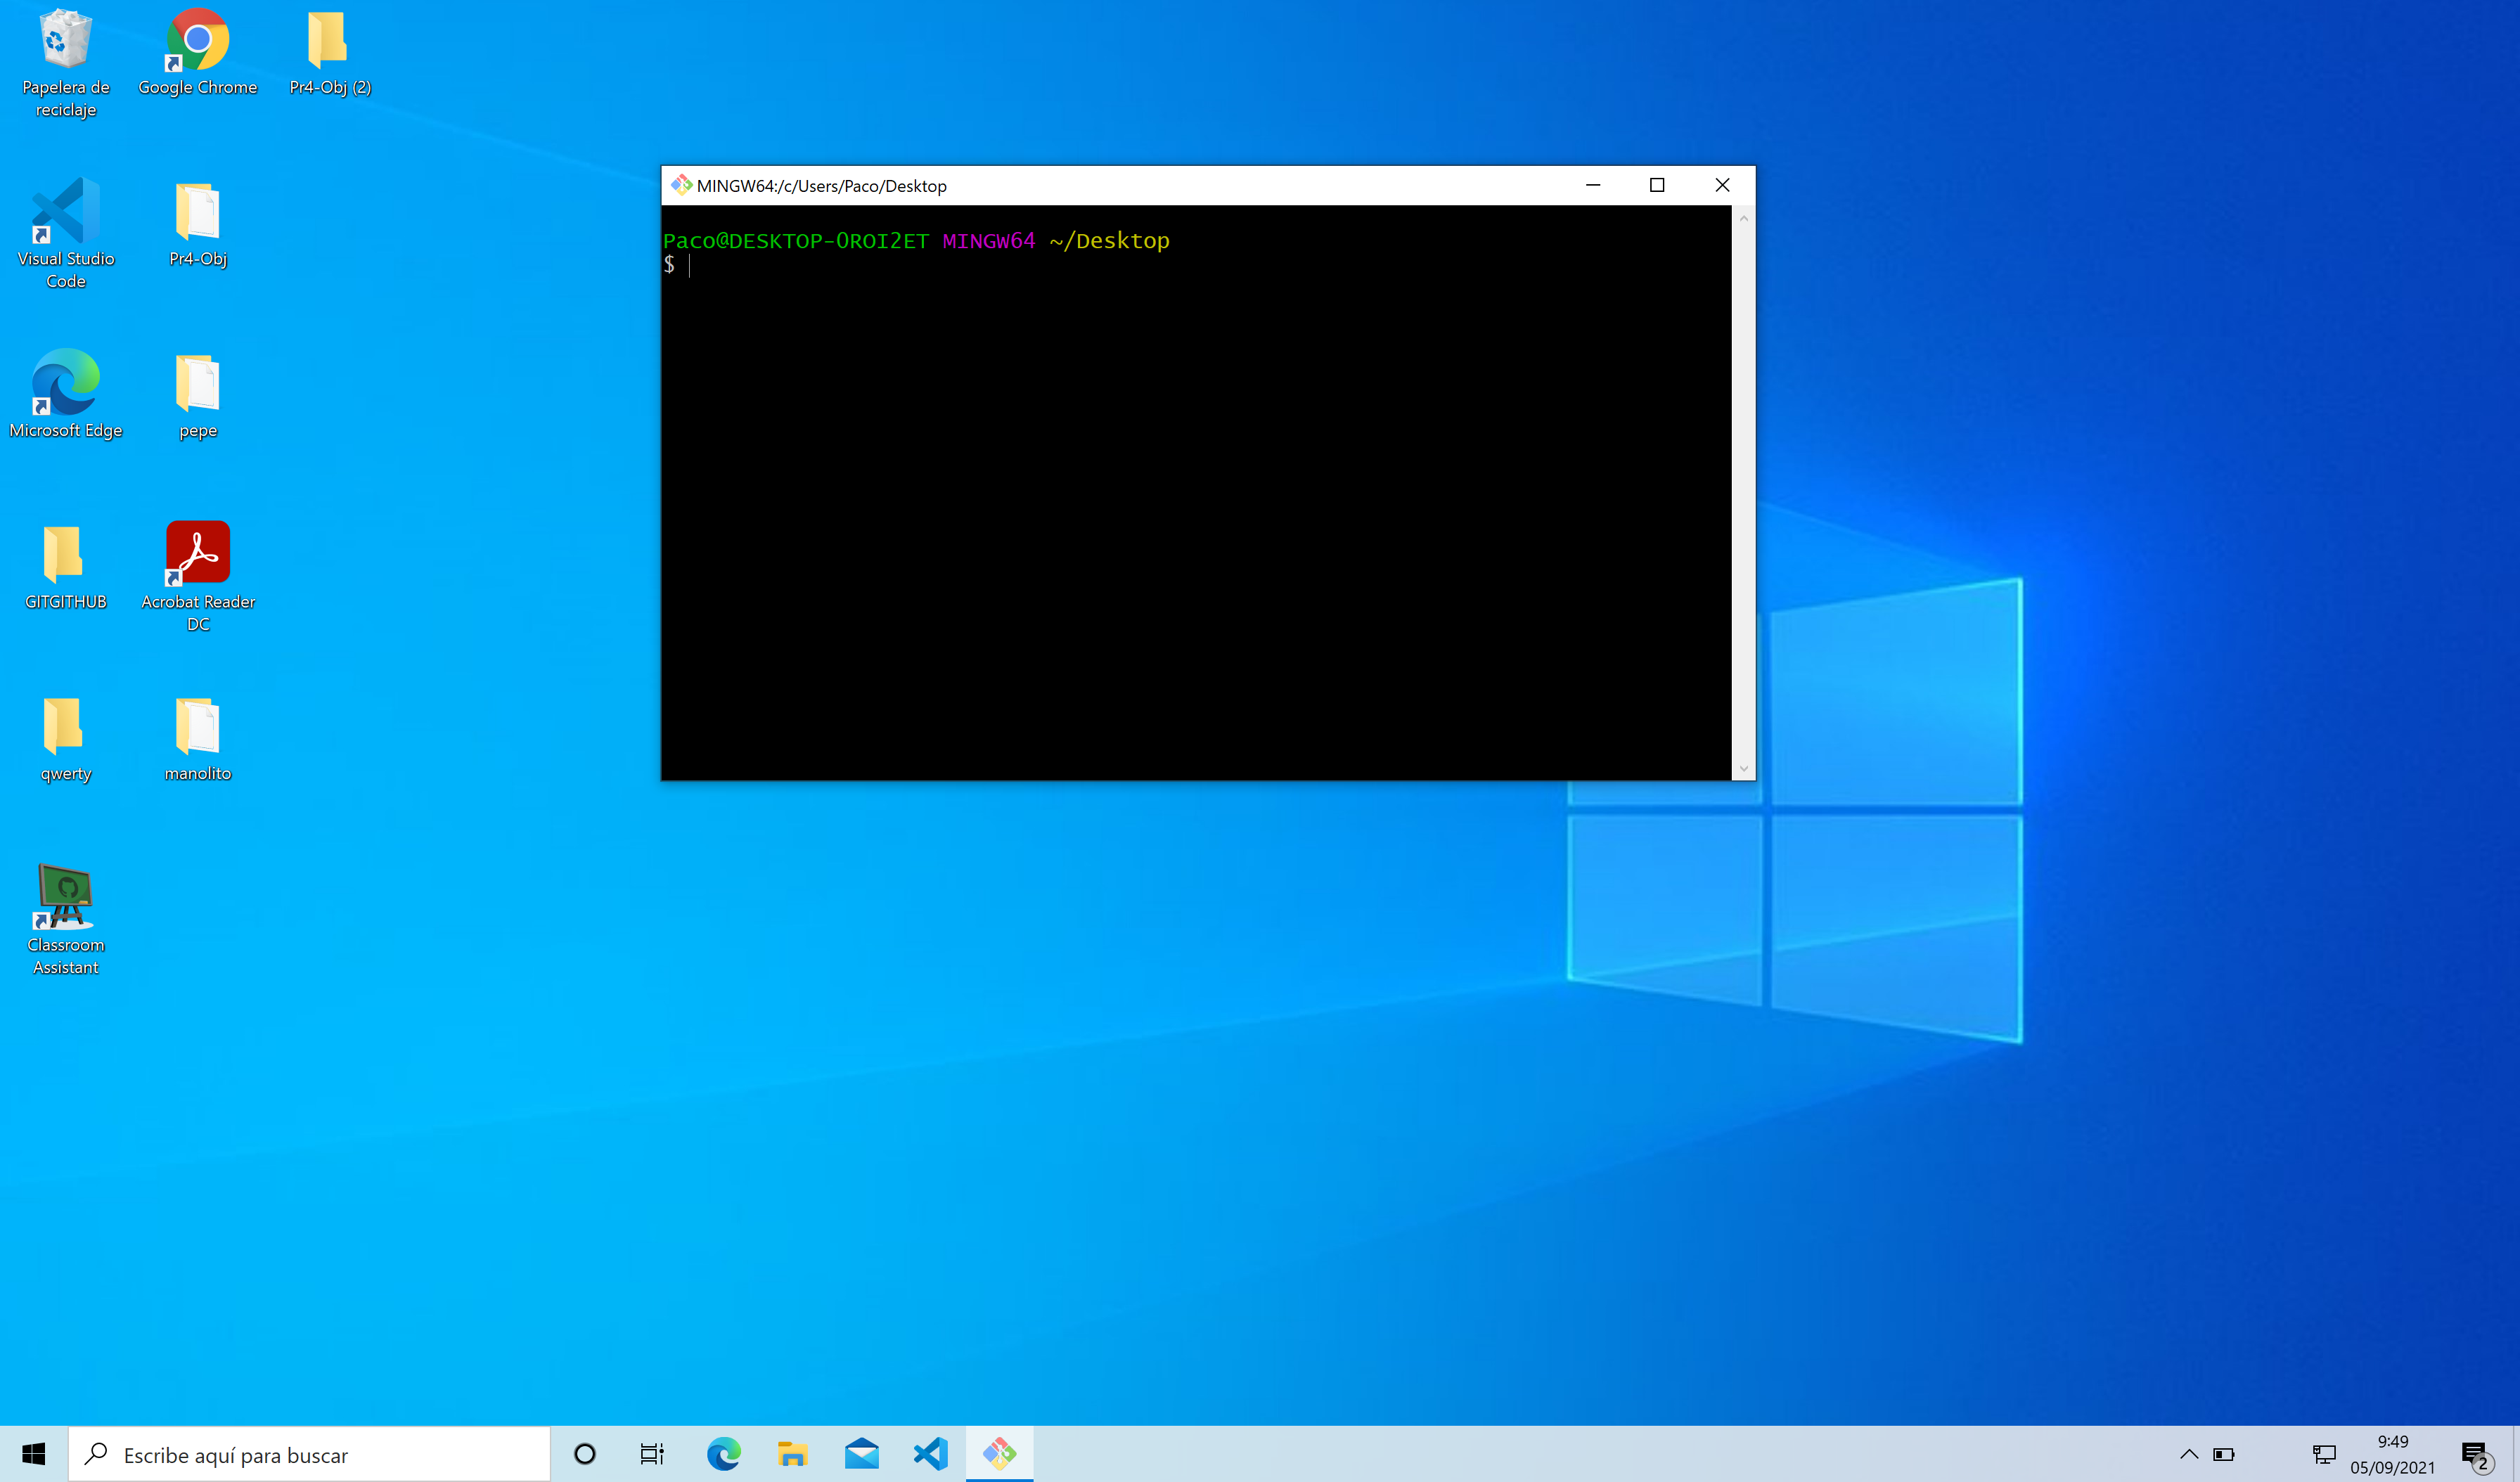 Papelera de
reciclaje
Google Chrome
Pr4-Obj (2)
Visual Studio
Code
Pr4-Obj
Microsoft Edge
pepe
GITGITHUB
Acrobat Reader
DC
qwerty
manolito
Classroom
Assistant
MINGW64:/c/Users/Paco/Desktop
Paco@DESKTOP-0ROI2ET MINGW64 ~/Desktop
$
Escribe aquí para buscar
9:49
05/09/2021
2